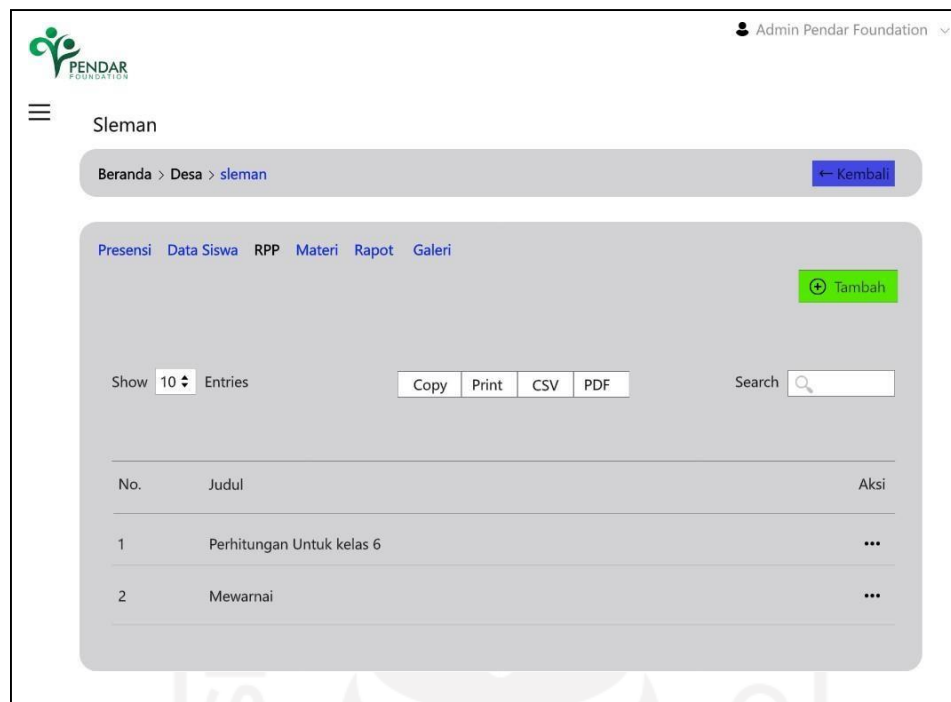 Admin Pendar Foundation
PENDAR
FOUNDATION
Sleman
Beranda > Desa > sleman
← Kembali
Presensi Data Siswa RPP Materi Rapot Galeri
Tambah
Show 10 Entries Copy Print CSV PDF Search
No. Judul Aksi
1 Perhitungan Untuk kelas 6 •••
2 Mewarnai •••